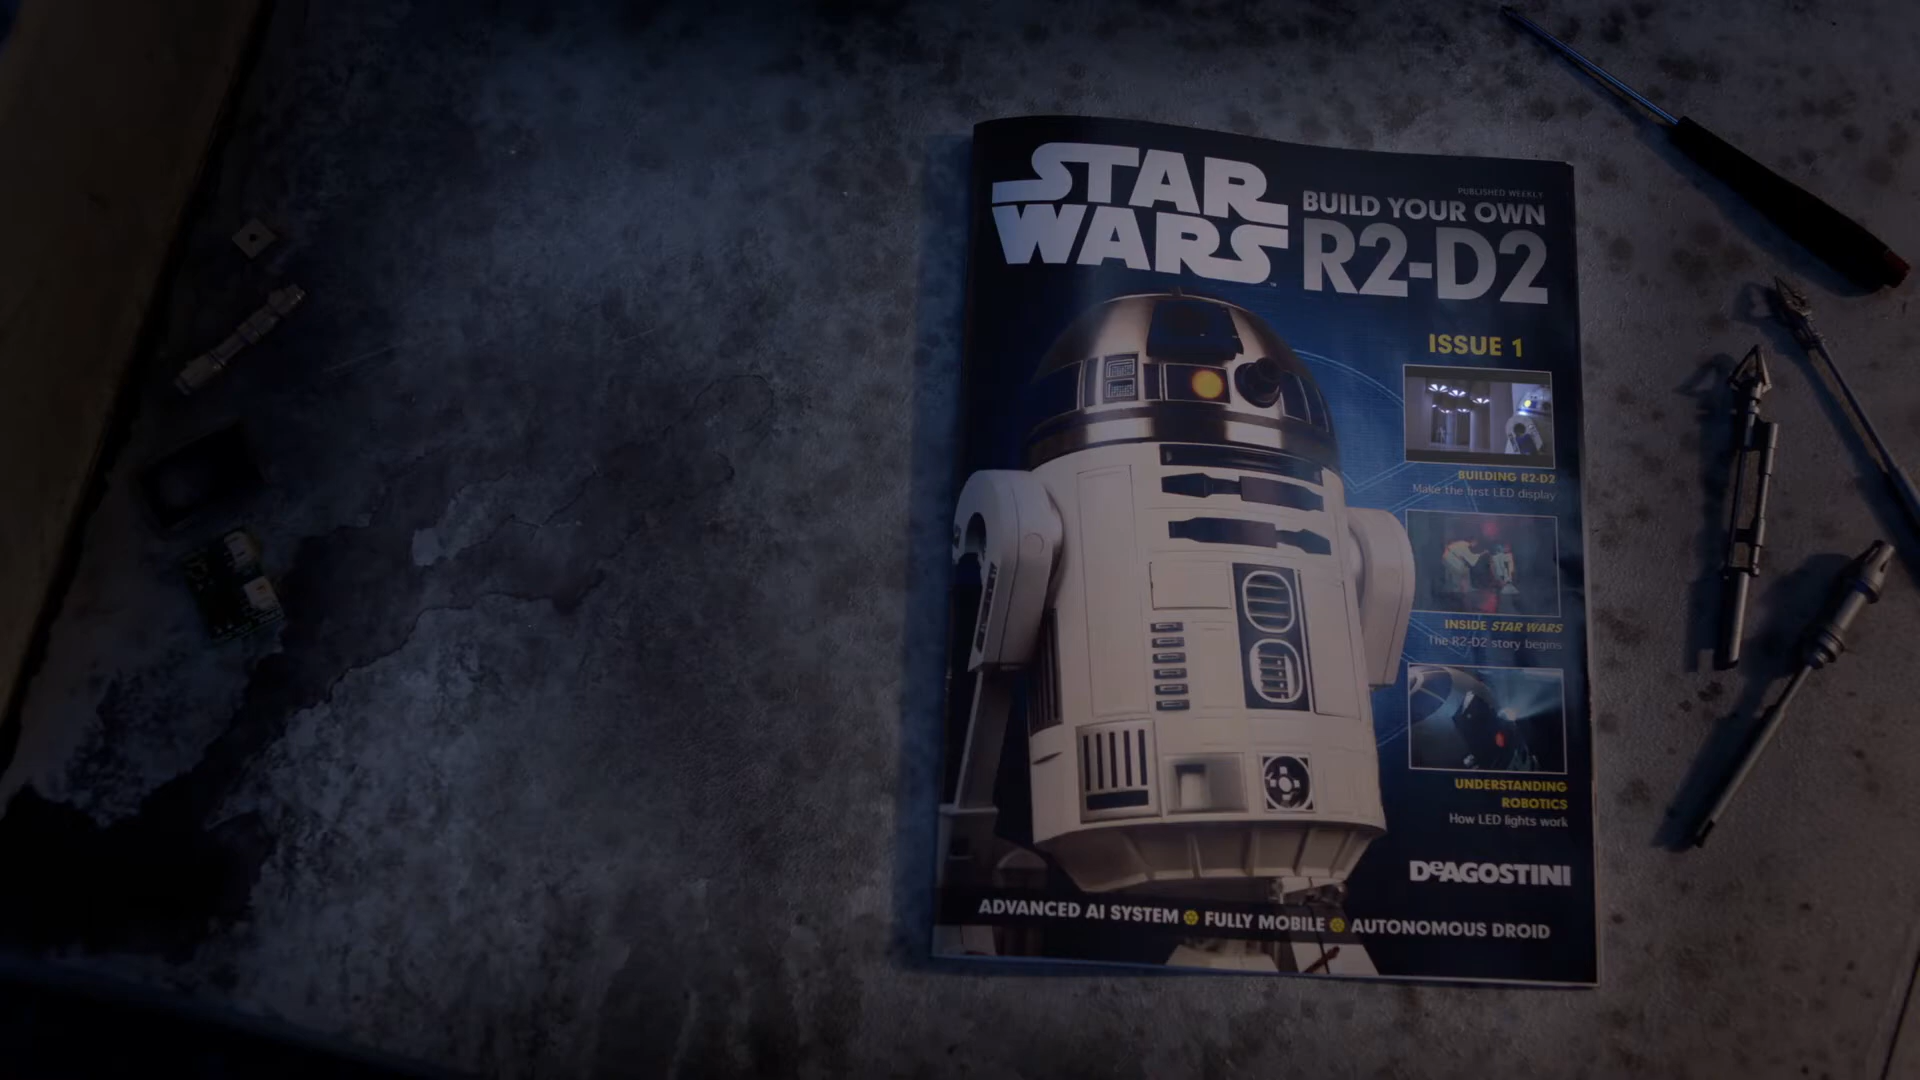 STAR
WARS
PUBLISHED WEEKLY
BUILD YOUR OWN
R2-D2
ISSUE 1
BUILDING R2-D2
Make the first LED display
INSIDE STAR WARS
The R2-D2 story begins
UNDERSTANDING
ROBOTICS
How LED lights work
DeAGOSTINI
ADVANCED AI SYSTEM FULLY MOBILE AUTONOMOUS DROID